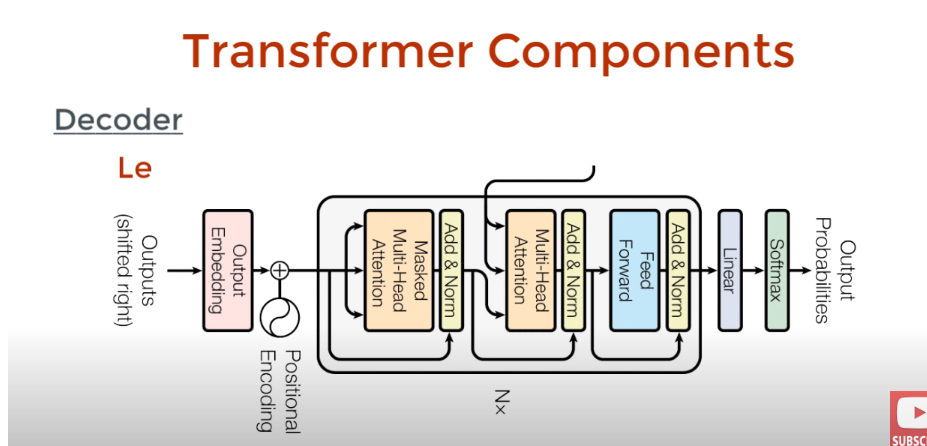 Transformer Components
Decoder
Le
Outputs
(shifted right)
Output
Embedding
Positional
Encoding
Masked
Multi-Head
Attention
Add & Norm
Multi-Head
Attention
Add & Norm
Feed
Forward
Add & Norm
Nx
Linear
Softmax
Output
Probabilities
SUBSC